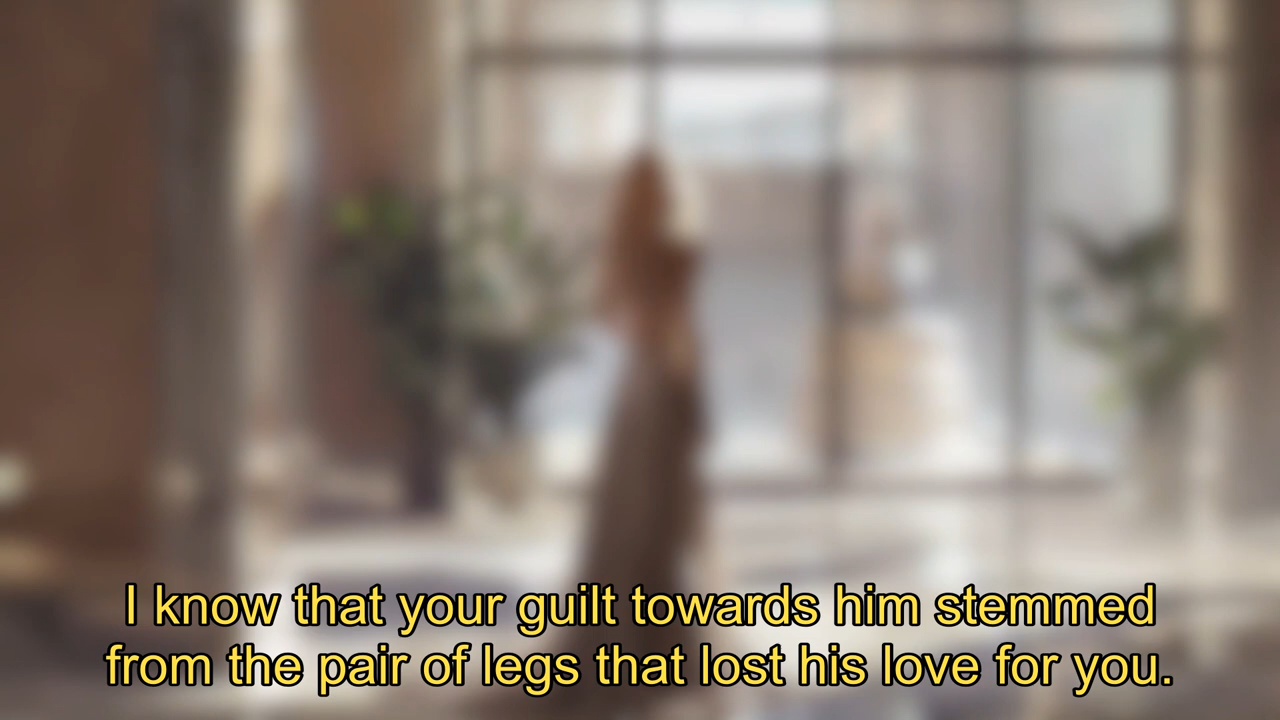 I know that your guilt towards him stemmed
from the pair of legs that lost his love for you.